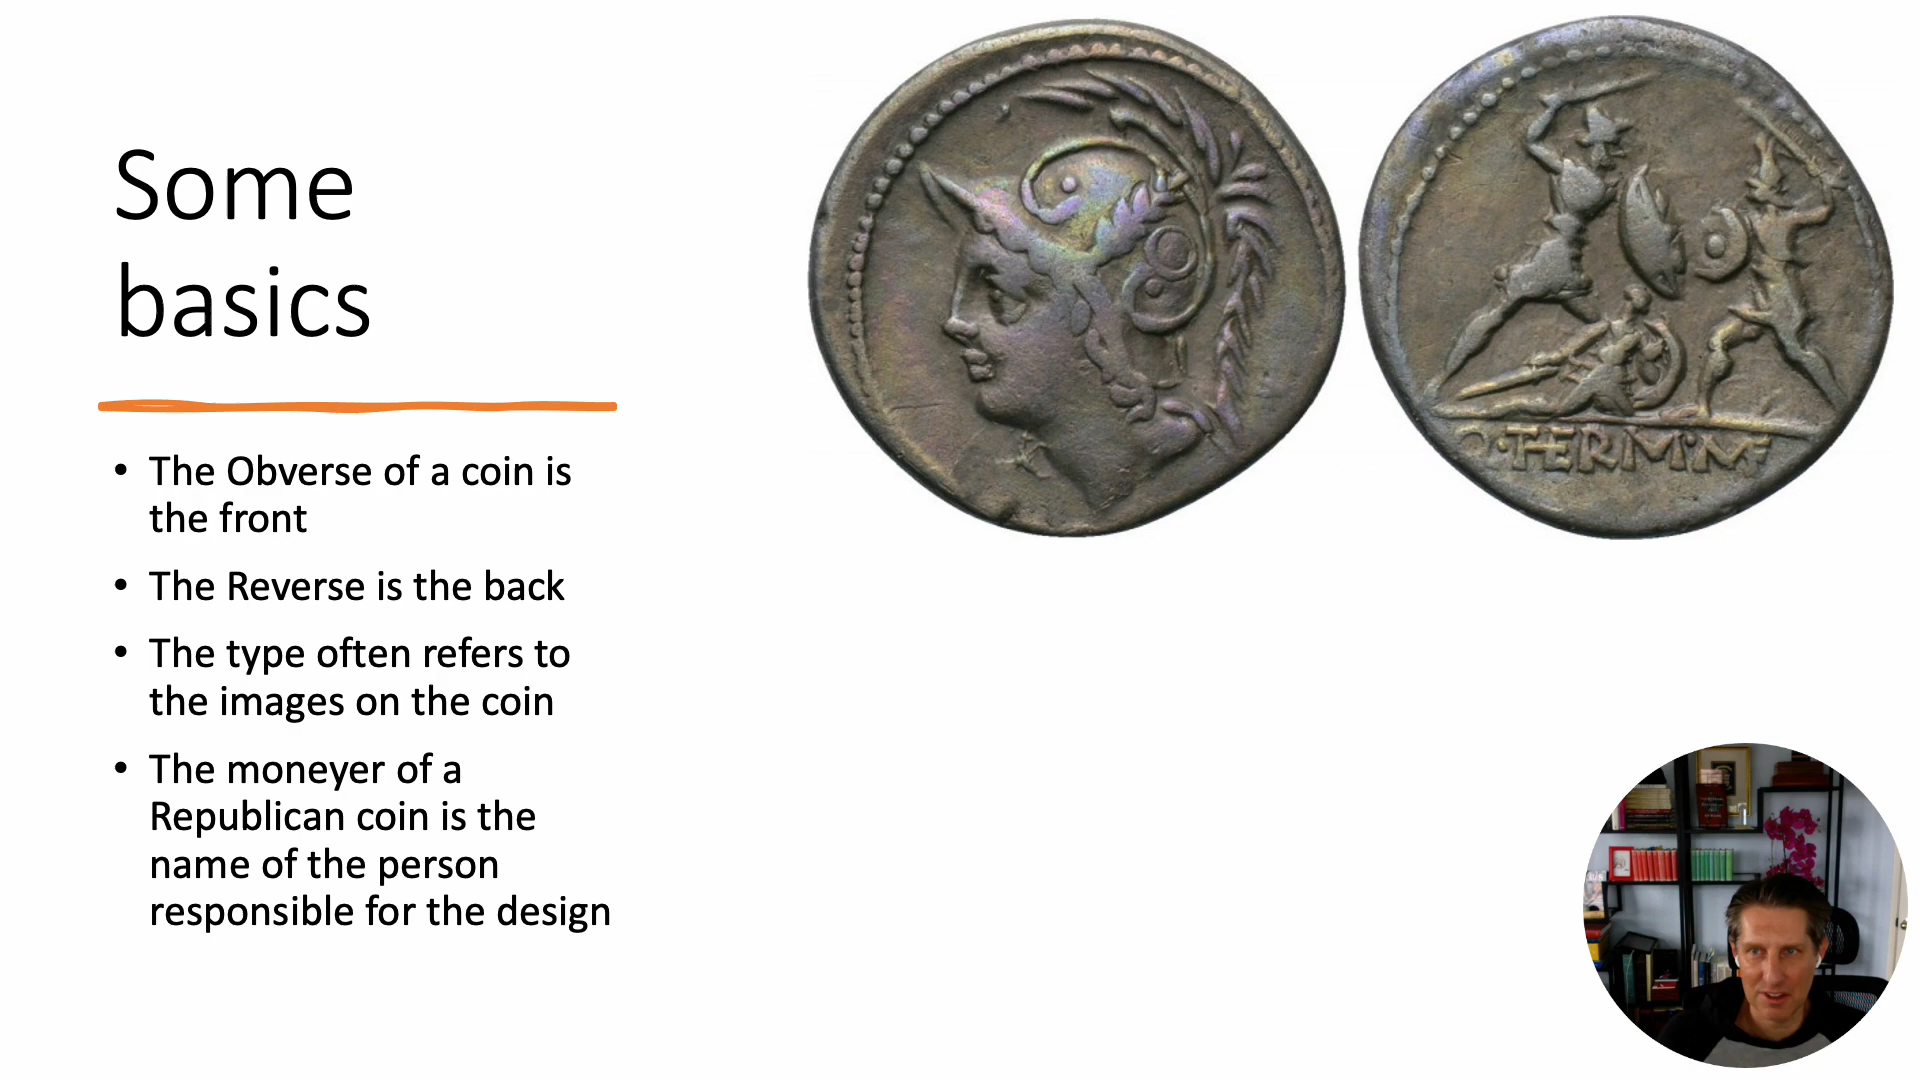 Some
basics
• The Obverse of a coin is
the front
• The Reverse is the back
• The type often refers to
the images on the coin
• The moneyer of a
Republican coin is the
name of the person
responsible for the design
Q·TERM·MF